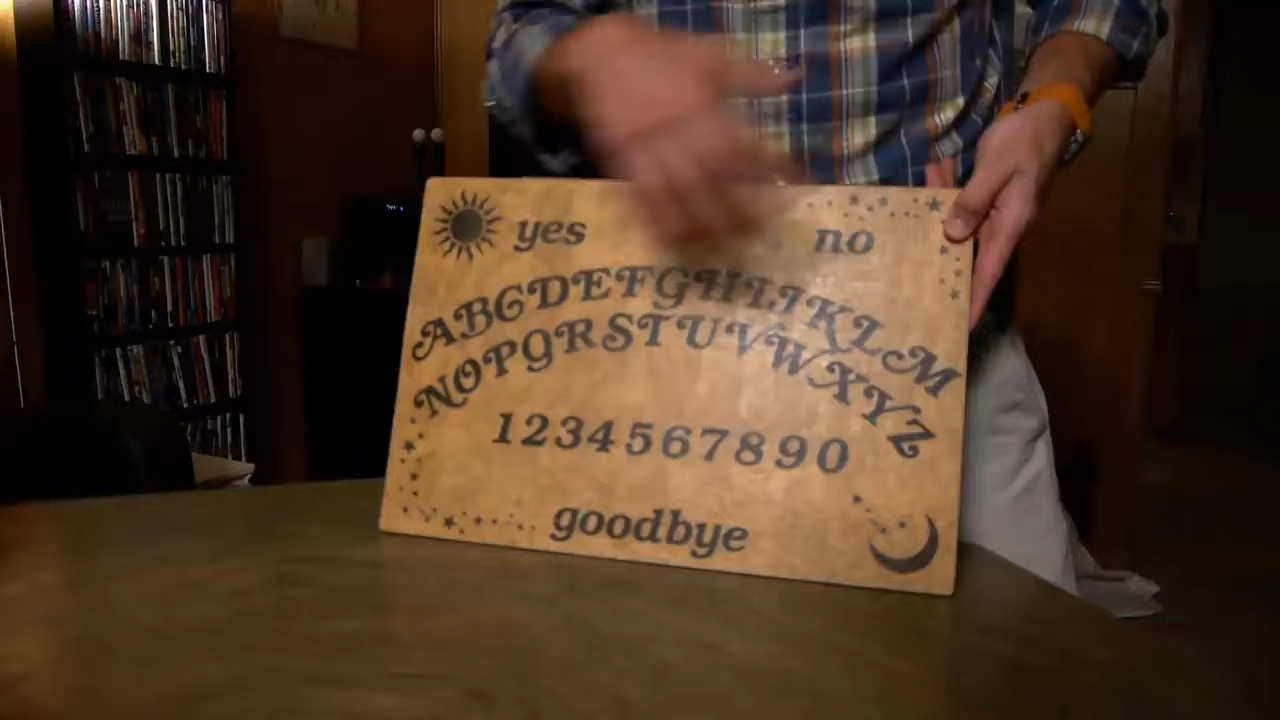 yes no
ABCDEFGHIJKLM
NOPQRSTUVWXYZ
1234567890
goodbye